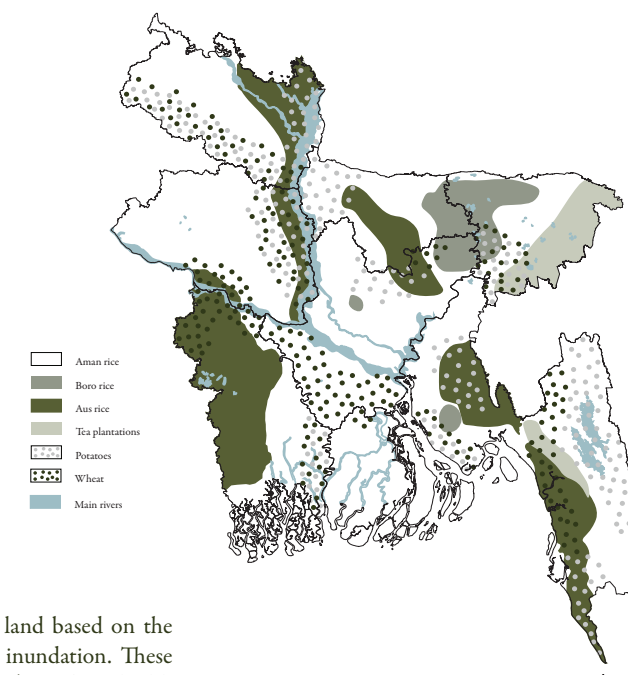 Aman rice
Boro rice
Aus rice
Tea plantations
Potatoes
Wheat
Main rivers
land based on the
inundation. These